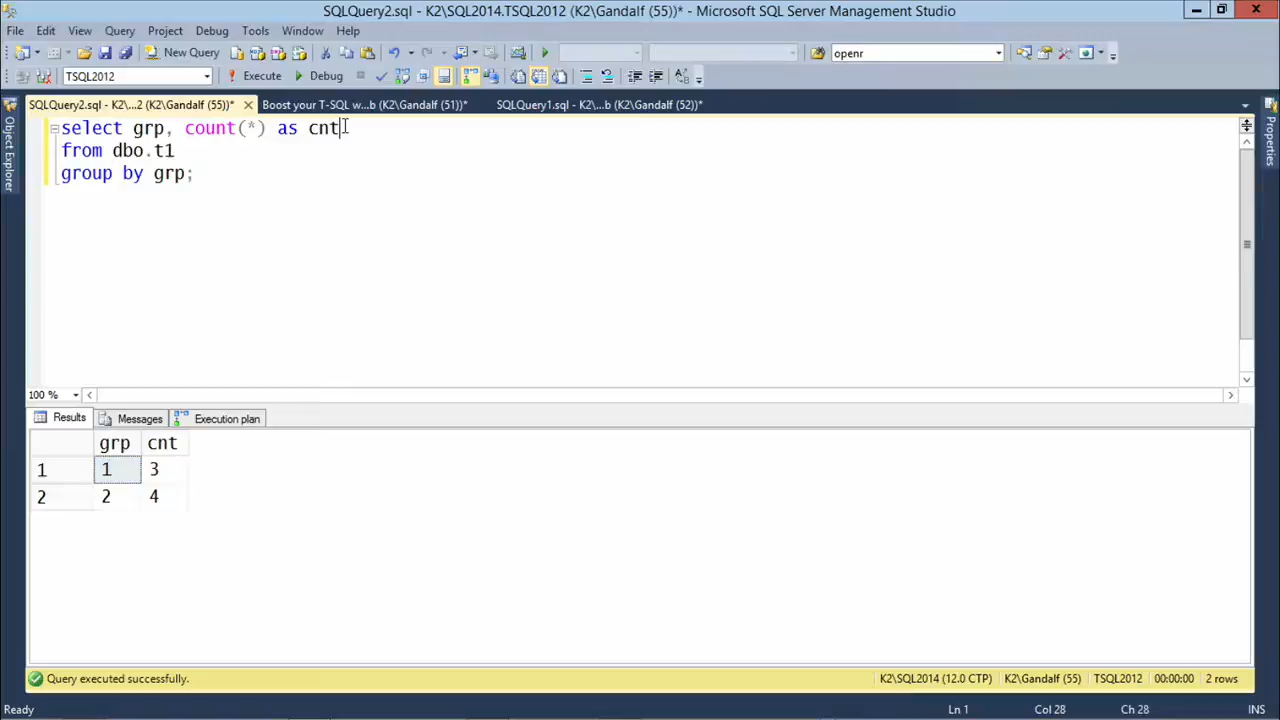 SQLQuery2.sql - K2\SQL2014.TSQL2012 (K2\Gandalf (55))* - Microsoft SQL Server Management Studio
File Edit View Query Project Debug Tools Window Help
New Query openr
TSQL2012 Execute Debug
SQLQuery2.sql - K2\...2 (K2\Gandalf (55))* Boost your T-SQL w...b (K2\Gandalf (51))* SQLQuery1.sql - K2\...b (K2\Gandalf (52))*
Object Explorer
Properties
select grp, count(*) as cnt
from dbo.t1
group by grp;
100 %
Results Messages Execution plan
grp cnt
1 1 3
2 2 4
Query executed successfully. K2\SQL2014 (12.0 CTP) K2\Gandalf (55) TSQL2012 00:00:00 2 rows
Ready Ln 1 Col 28 Ch 28 INS